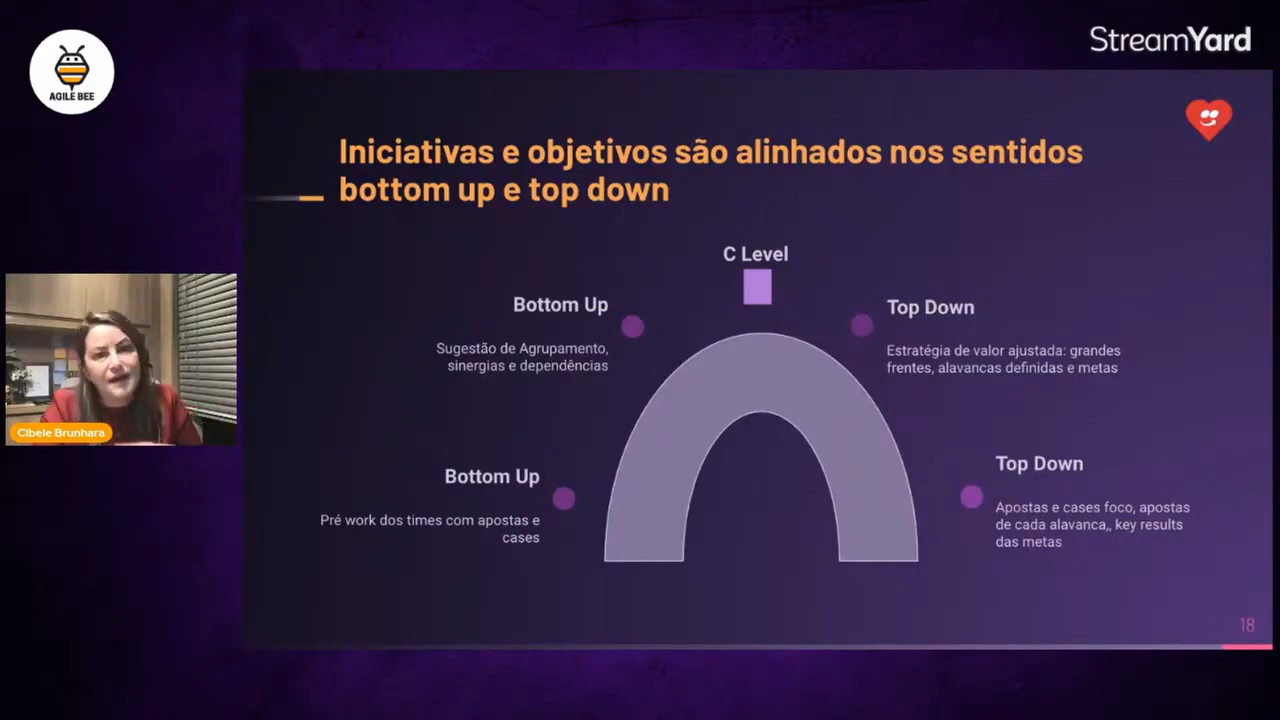 AGILE BEE
StreamYard
Iniciativas e objetivos são alinhados nos sentidos
bottom up e top down
C Level
Bottom Up
Sugestão de Agrupamento,
sinergias e dependências
Top Down
Estratégia de valor ajustada: grandes
frentes, alavancas definidas e metas
Bottom Up
Pré work dos times com apostas e
cases
Top Down
Apostas e cases foco, apostas
de cada alavanca,, key results
das metas
Cibele Brunhara
18